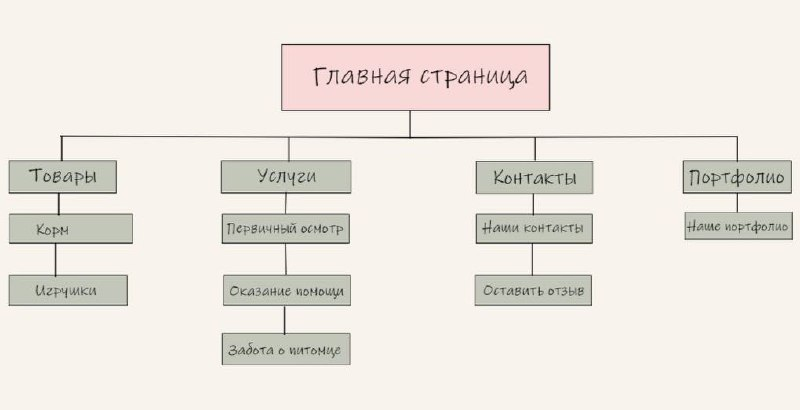 Главная страница
Товары
Услуги
Контакты
Портфолио
Корм
Первичный осмотр
Наши контакты
Наше портфолио
Игрушки
Оказание помощи
Оставить отзыв
Забота о питомце